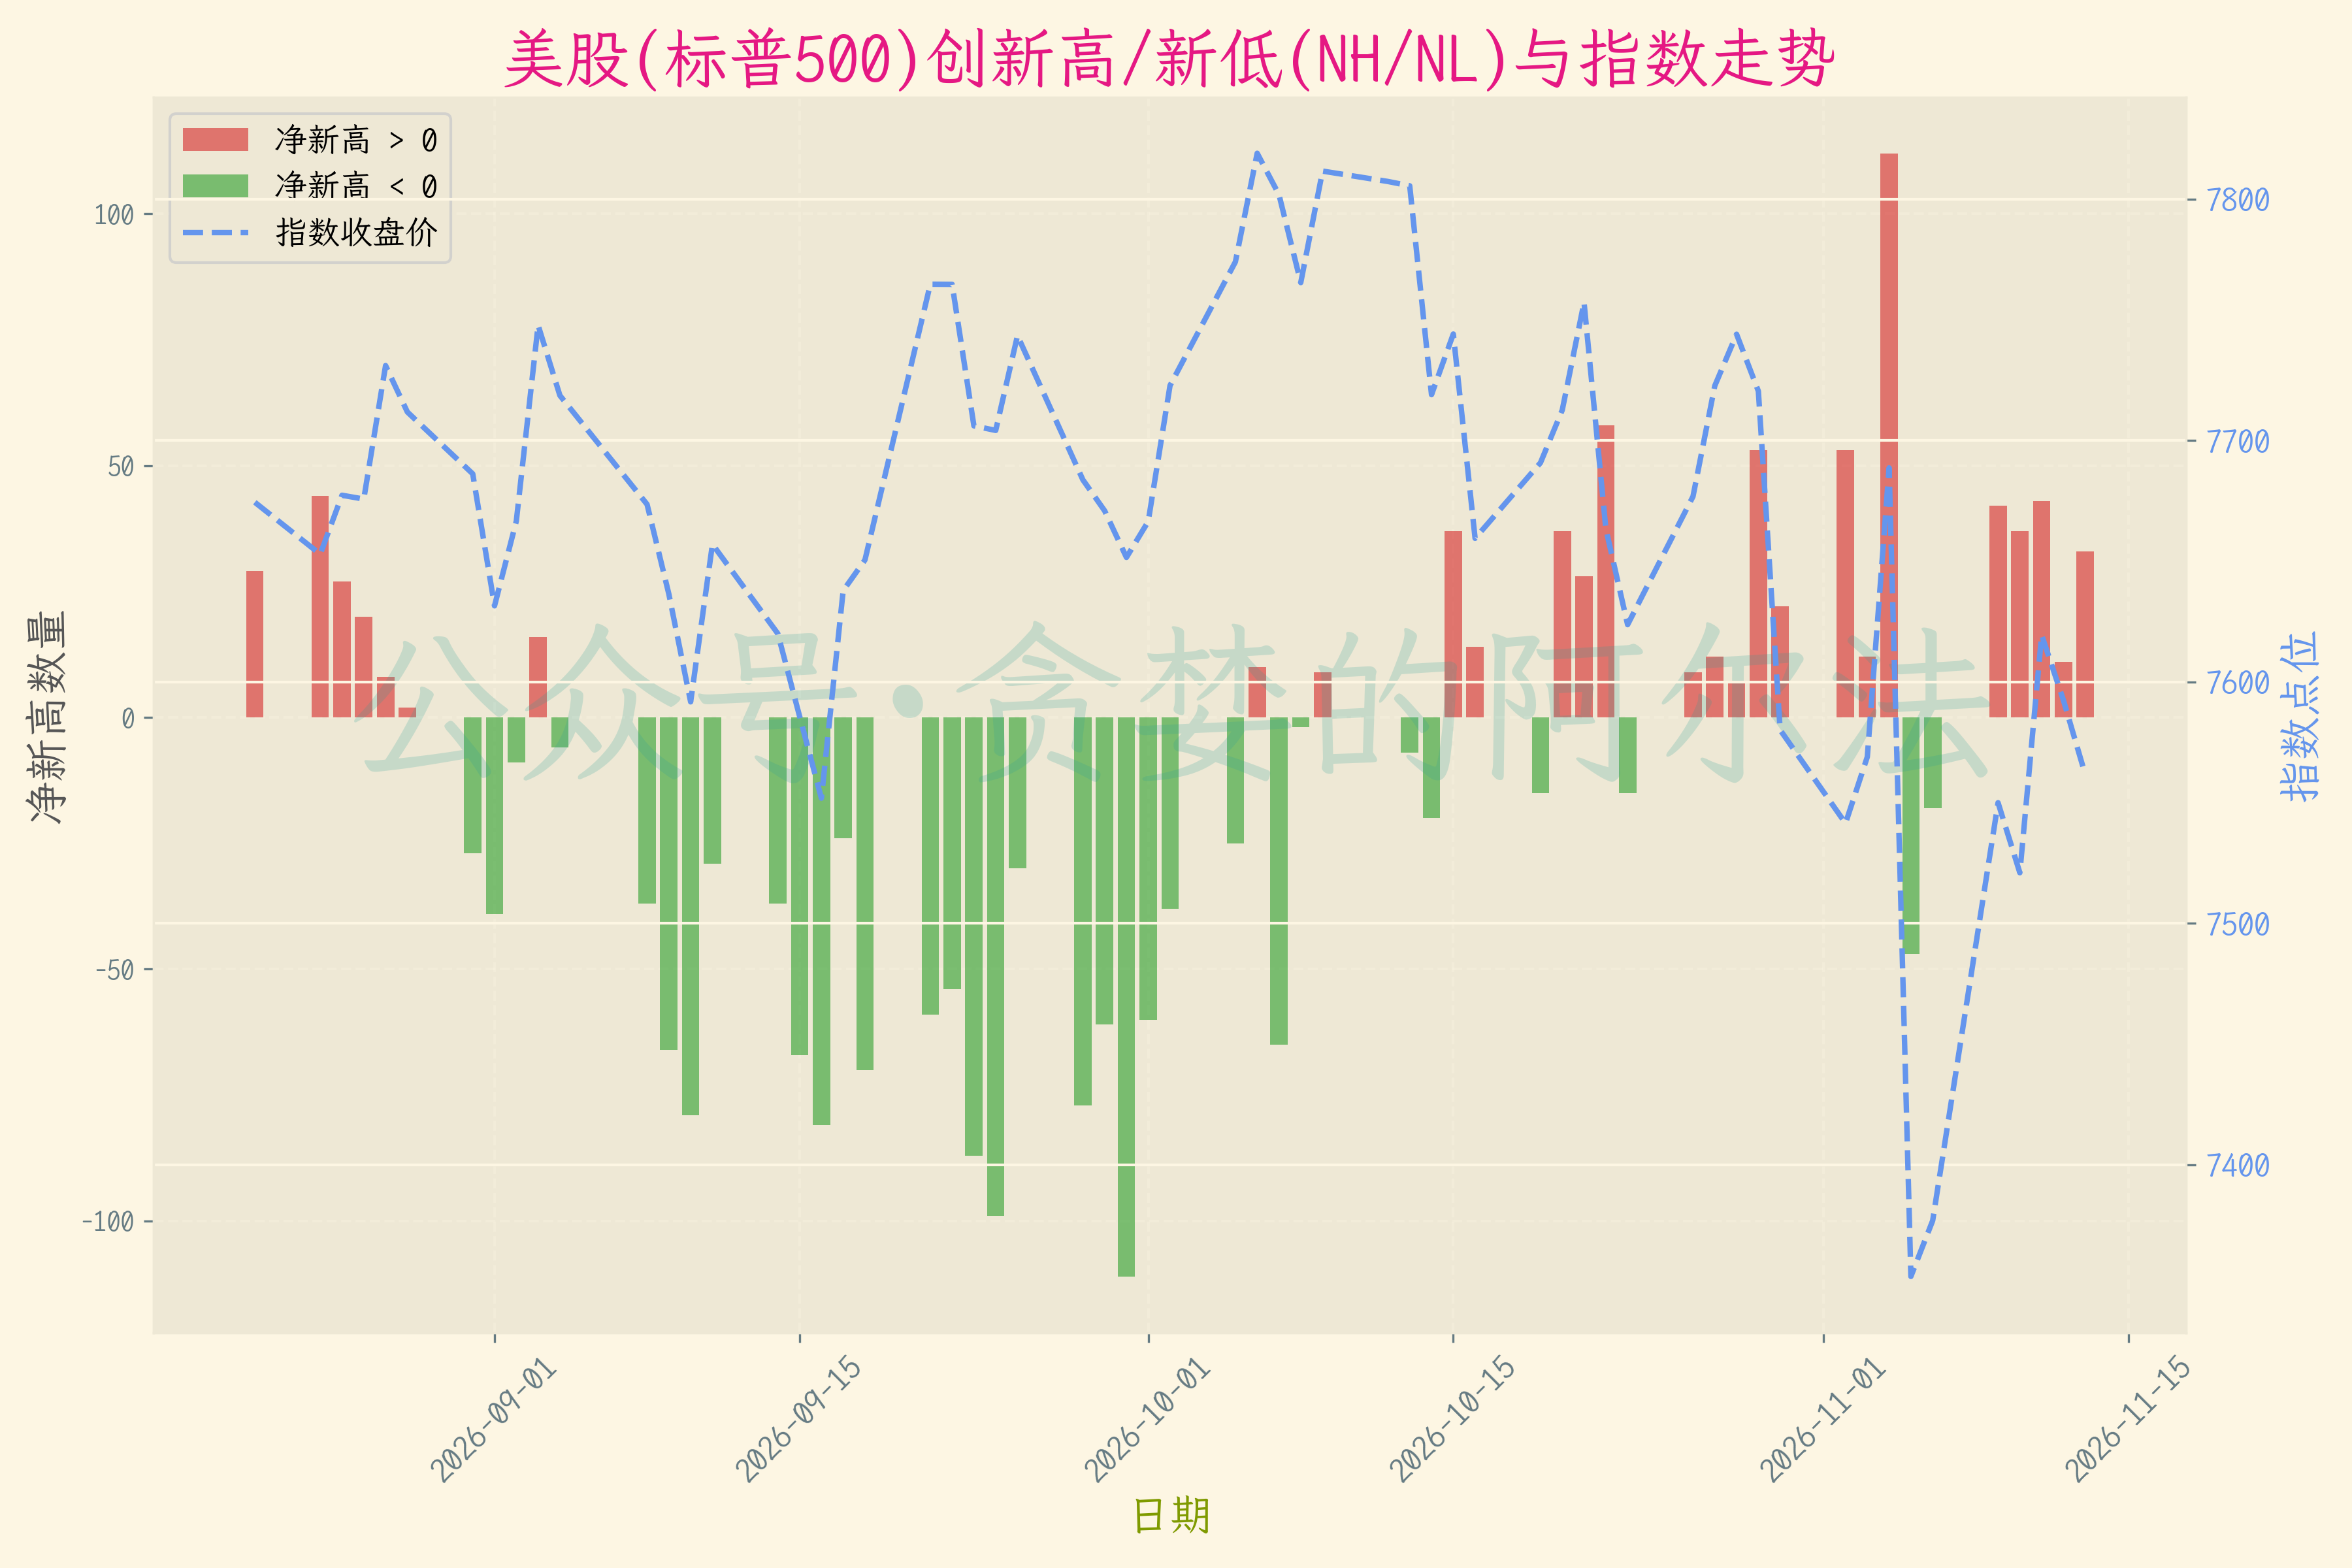 美股(标普500)创新高/新低(NH/NL)与指数走势
净新高 > 0
净新高 < 0
指数收盘价
100
50
0
-50
-100
净新高数量
7800
7700
7600
7500
7400
指数点位
公众号·贪婪的阿尔法
2026-09-01
2026-09-15
2026-10-01
2026-10-15
2026-11-01
2026-11-15
日期